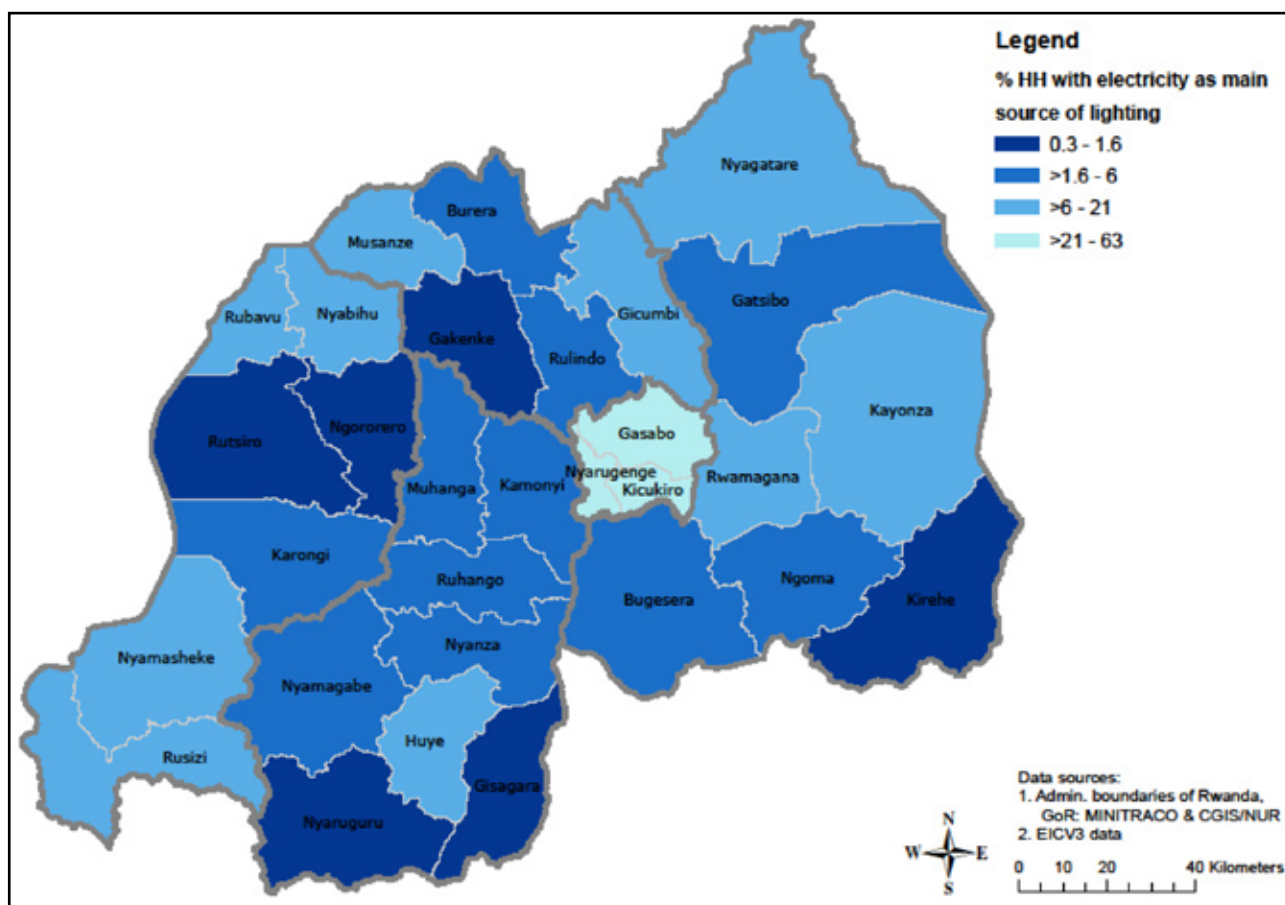 Legend
% HH with electricity as main
source of lighting
0.3 - 1.6
>1.6 - 6
>6 - 21
>21 - 63
Nyagatare
Burera
Musanze
Gatsibo
Rubavu
Nyabihu
Gicumbi
Gakenke
Rulindo
Kayonza
Gasabo
Rutsiro
Ngororero
Nyarugenge
Rwamagana
Muhanga
Kamonyi
Kicukiro
Karongi
Ruhango
Ngoma
Bugesera
Kirehe
Nyanza
Nyamasheke
Nyamagabe
Huye
Rusizi
Gisagara
Nyaruguru
Data sources:
1. Admin. boundaries of Rwanda,
GoR: MINITRACO & CGIS/NUR
2. EICV3 data
N
W E
S
0 10 20 40 Kilometers